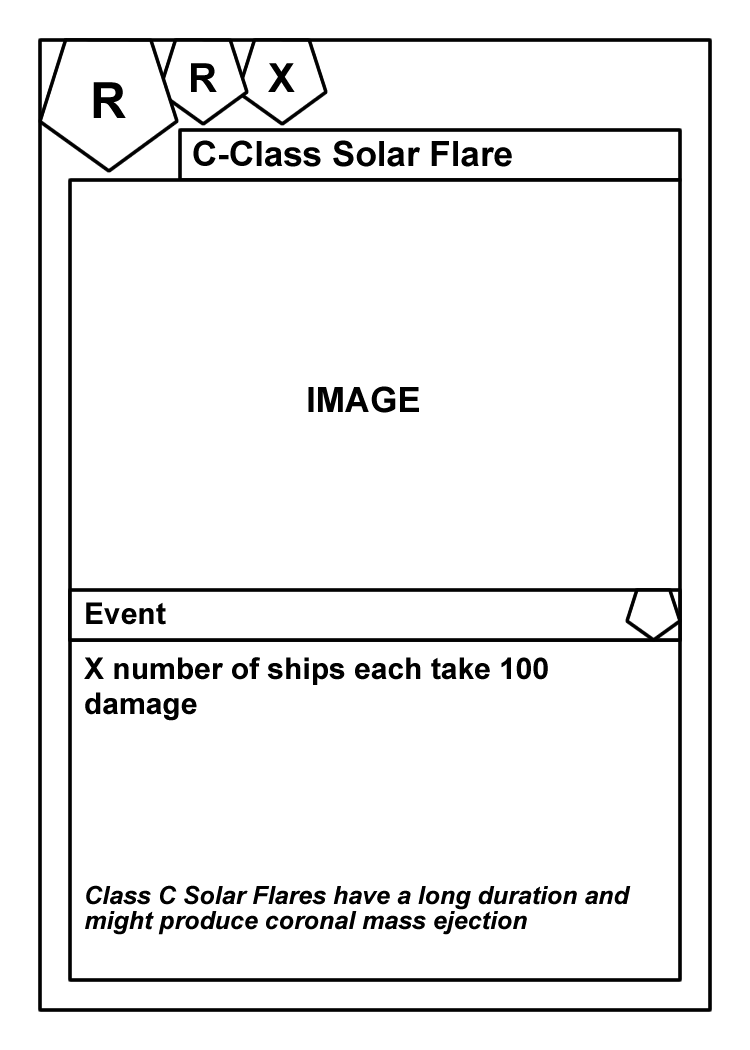 R
R
X
C-Class Solar Flare
IMAGE
Event
X number of ships each take 100
damage
Class C Solar Flares have a long duration and
might produce coronal mass ejection